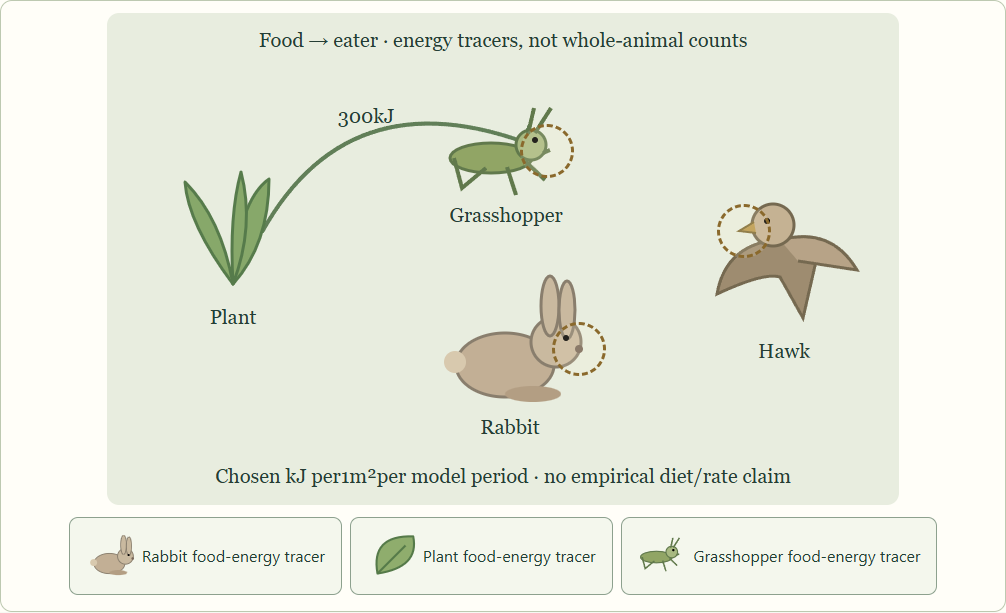 Food → eater · energy tracers, not whole-animal counts
300kJ
Grasshopper
Plant
Hawk
Rabbit
Chosen kJ per1m²per model period · no empirical diet/rate claim
Rabbit food-energy tracer
Plant food-energy tracer
Grasshopper food-energy tracer